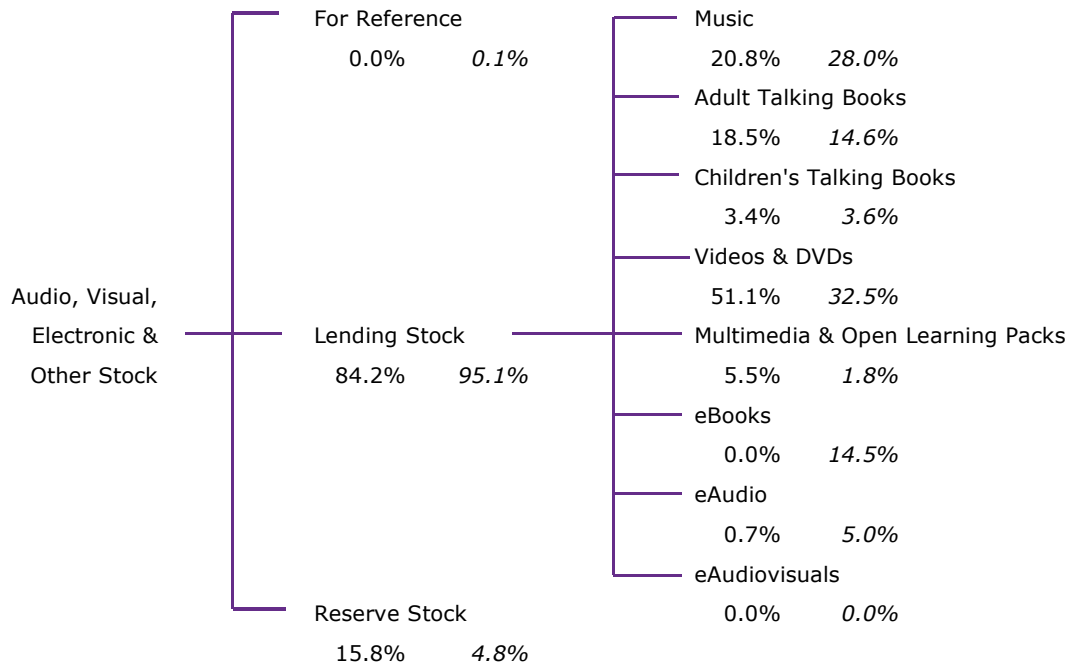 For Reference
0.0% 0.1%
Music
20.8% 28.0%
Adult Talking Books
18.5% 14.6%
Children's Talking Books
3.4% 3.6%
Videos & DVDs
51.1% 32.5%
Audio, Visual,
Electronic &
Other Stock
Lending Stock
84.2% 95.1%
Multimedia & Open Learning Packs
5.5% 1.8%
eBooks
0.0% 14.5%
eAudio
0.7% 5.0%
eAudiovisuals
0.0% 0.0%
Reserve Stock
15.8% 4.8%